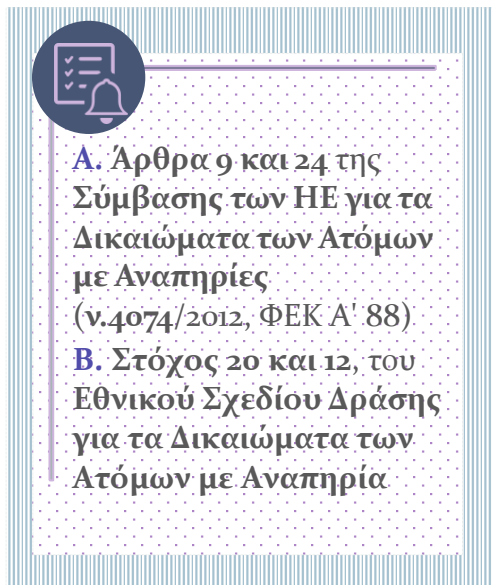 Α. Άρθρα 9 και 24 της
Σύμβασης των ΗΕ για τα
Δικαιώματα των Ατόμων
με Αναπηρίες
(ν.4074/2012, ΦΕΚ Α' 88)
Β. Στόχος 20 και 12, του
Εθνικού Σχεδίου Δράσης
για τα Δικαιώματα των
Ατόμων με Αναπηρία